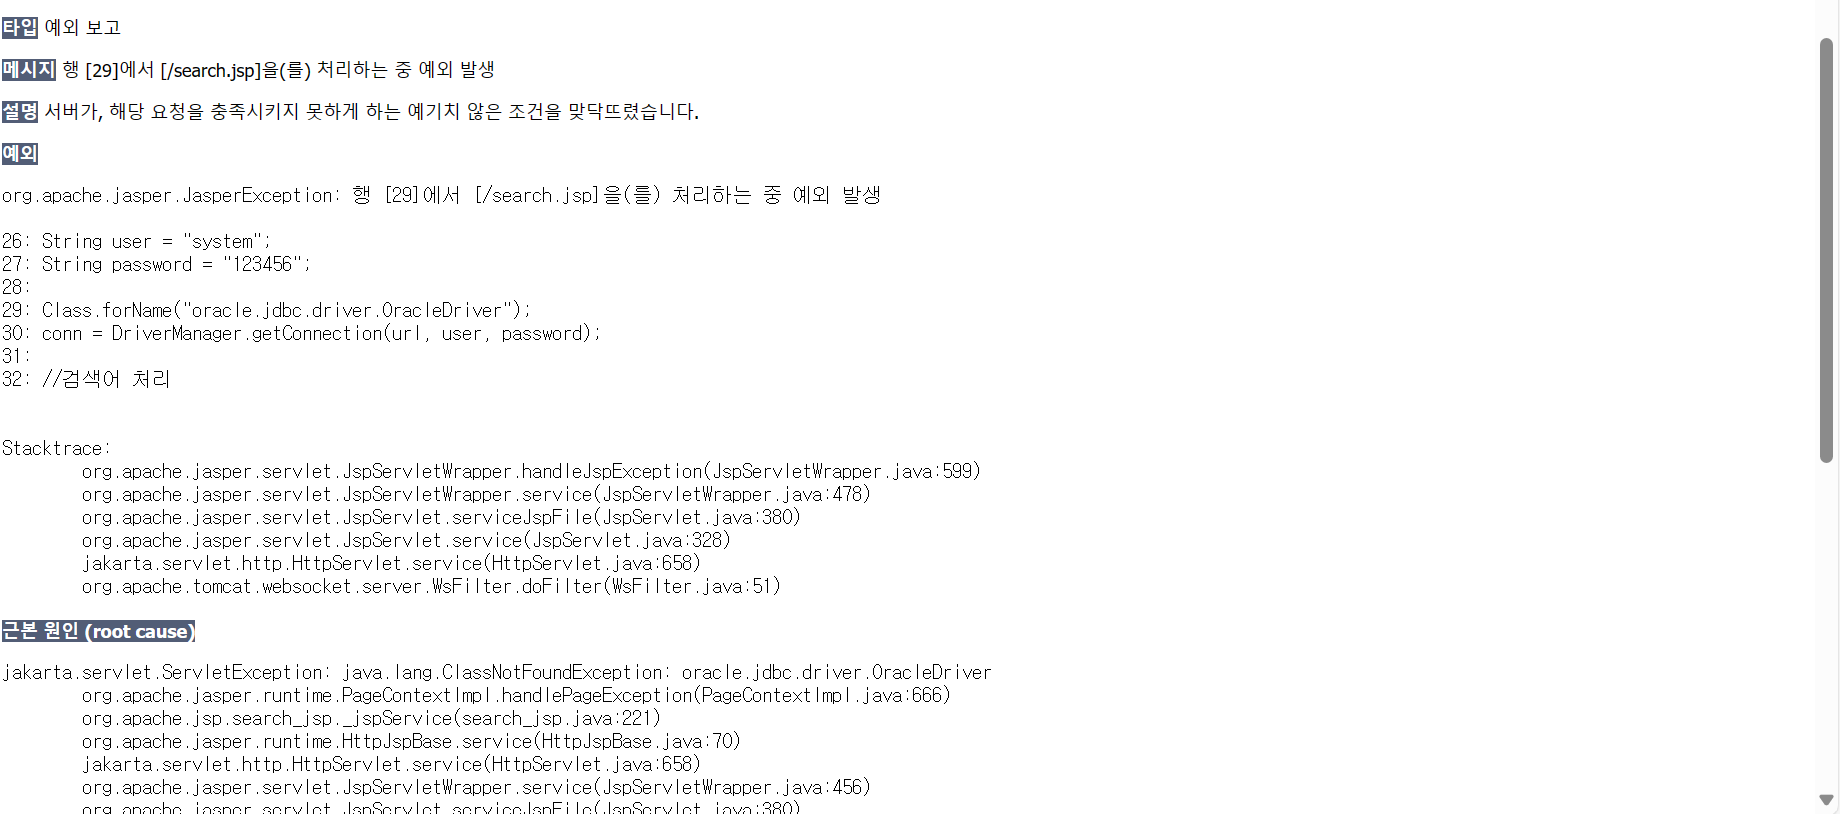 타입 예외 보고
메시지 행 [29]에서 [/search.jsp]을(를) 처리하는 중 예외 발생
설명 서버가, 해당 요청을 충족시키지 못하게 하는 예기치 않은 조건을 맞닥뜨렸습니다.
예외
org.apache.jasper.JasperException: 행 [29]에서 [/search.jsp]을(를) 처리하는 중 예외 발생
26: String user = "system";
27: String password = "123456";
28:
29: Class.forName("oracle.jdbc.driver.OracleDriver");
30: conn = DriverManager.getConnection(url, user, password);
31:
32: //검색어 처리
Stacktrace:
org.apache.jasper.servlet.JspServletWrapper.handleJspException(JspServletWrapper.java:599)
org.apache.jasper.servlet.JspServletWrapper.service(JspServletWrapper.java:478)
org.apache.jasper.servlet.JspServlet.serviceJspFile(JspServlet.java:380)
org.apache.jasper.servlet.JspServlet.service(JspServlet.java:328)
jakarta.servlet.http.HttpServlet.service(HttpServlet.java:658)
org.apache.tomcat.websocket.server.WsFilter.doFilter(WsFilter.java:51)
근본 원인 (root cause)
jakarta.servlet.ServletException: java.lang.ClassNotFoundException: oracle.jdbc.driver.OracleDriver
org.apache.jasper.runtime.PageContextImpl.handlePageException(PageContextImpl.java:666)
org.apache.jsp.search_jsp._jspService(search_jsp.java:221)
org.apache.jasper.runtime.HttpJspBase.service(HttpJspBase.java:70)
jakarta.servlet.http.HttpServlet.service(HttpServlet.java:658)
org.apache.jasper.servlet.JspServletWrapper.service(JspServletWrapper.java:456)
org.apache.jasper.servlet.JspServlet.serviceJspFile(JspServlet.java:380)